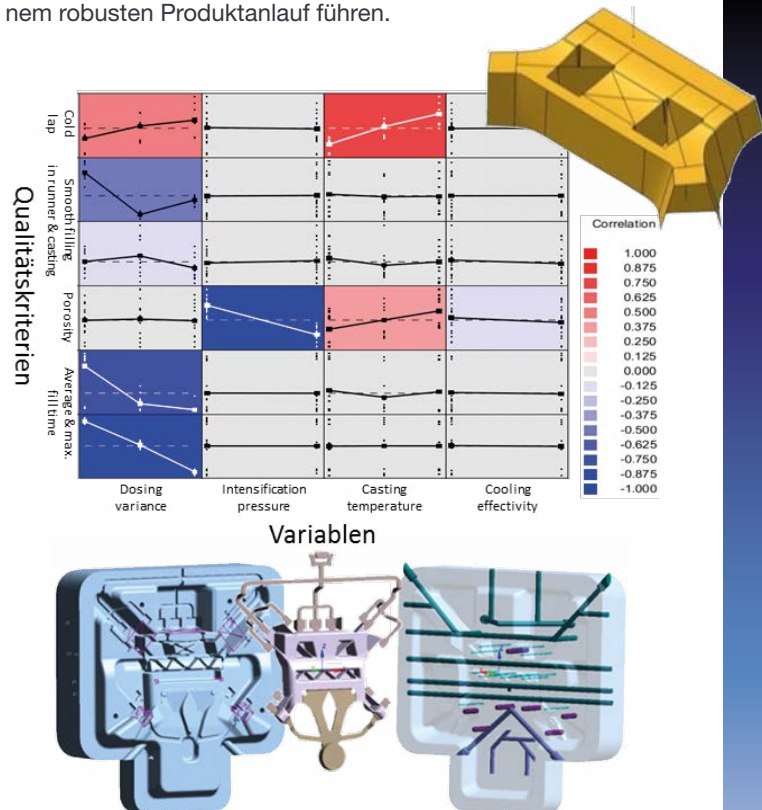 nem robusten Produktanlauf führen.
Qualitätskriterien
Cold
lap
Smooth filling
in runner & casting
Porosity
Average & max.
fill time
Dosing
variance
Intensification
pressure
Casting
temperature
Cooling
effectivity
Variablen
Correlation
1.000
0.875
0.750
0.625
0.500
0.375
0.250
0.125
0.000
-0.125
-0.250
-0.375
-0.500
-0.625
-0.750
-0.875
-1.000